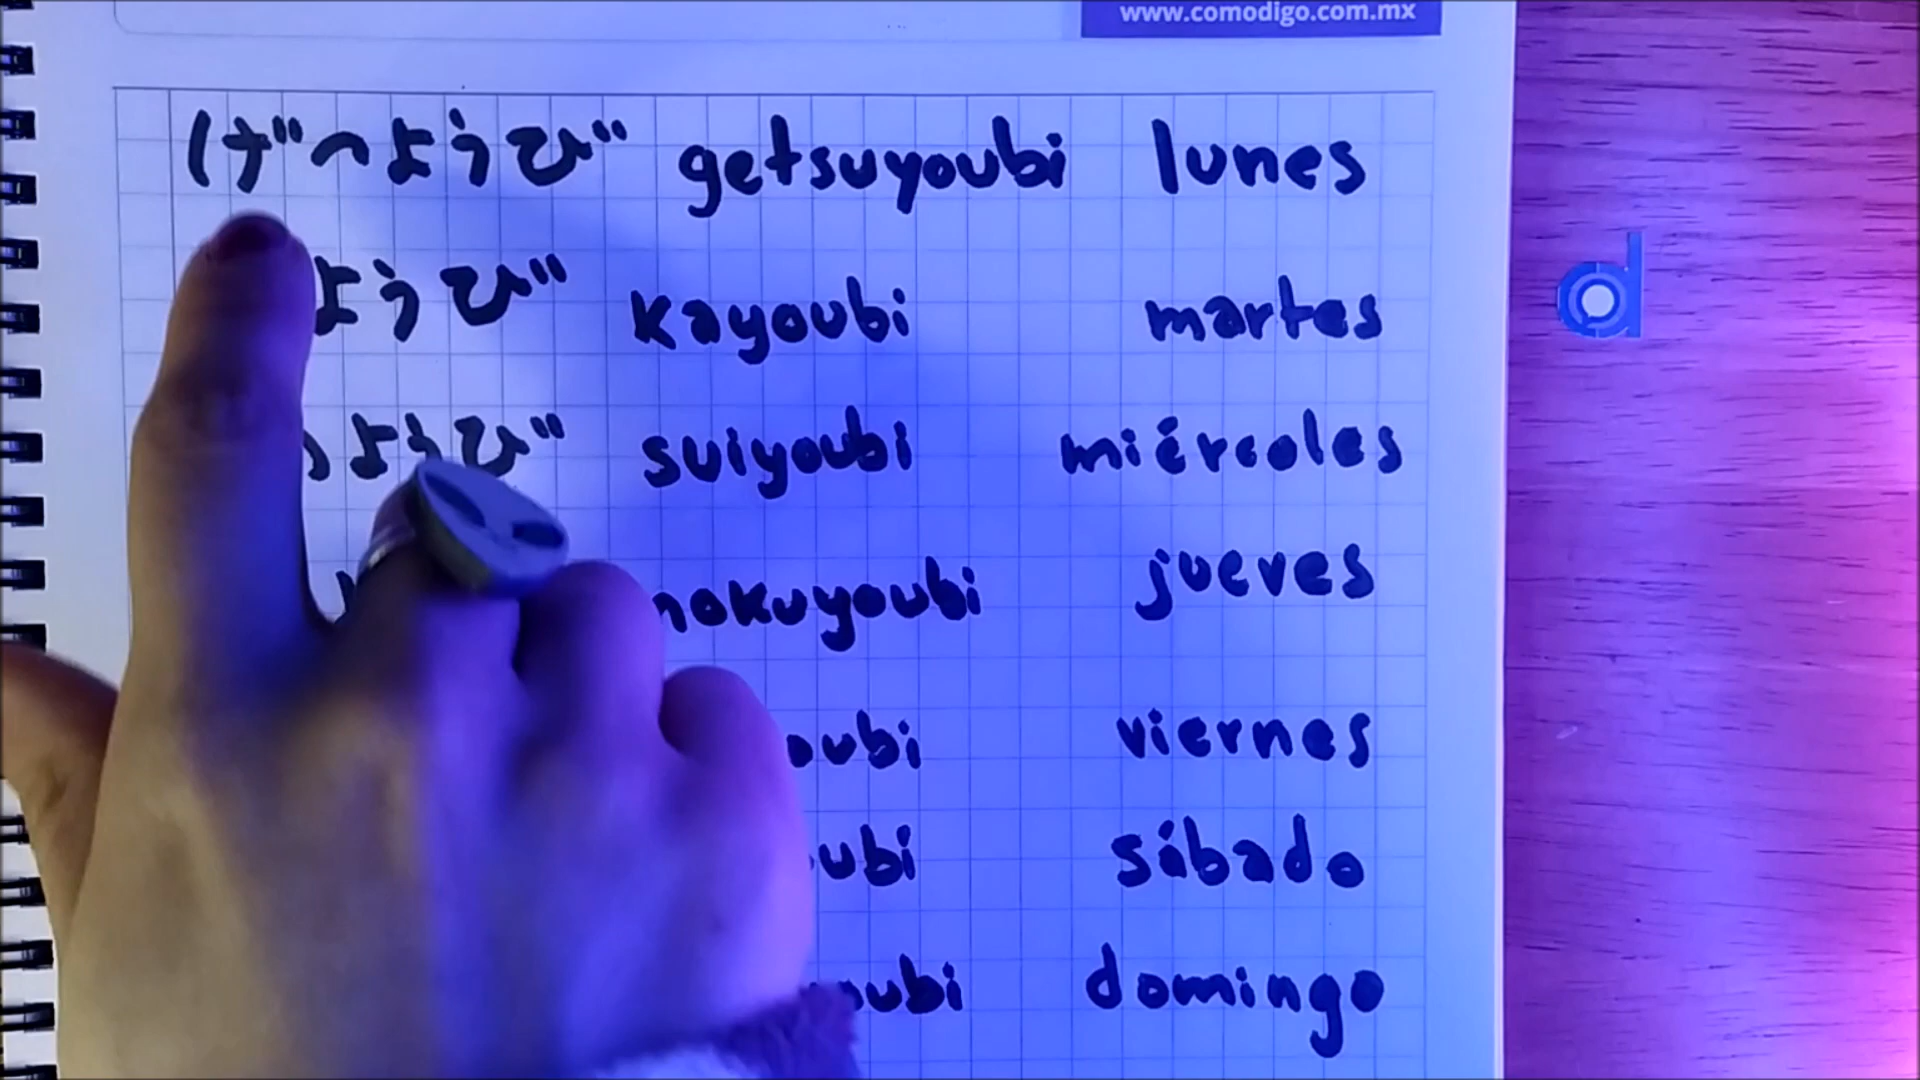 www.comodigo.com.mx
げつようび getsuyoubi lunes
ようび kayoubi martes
ようび suiyoubi miércoles
mokuyoubi jueves
oubi viernes
ubi sábado
oubi domingo
d